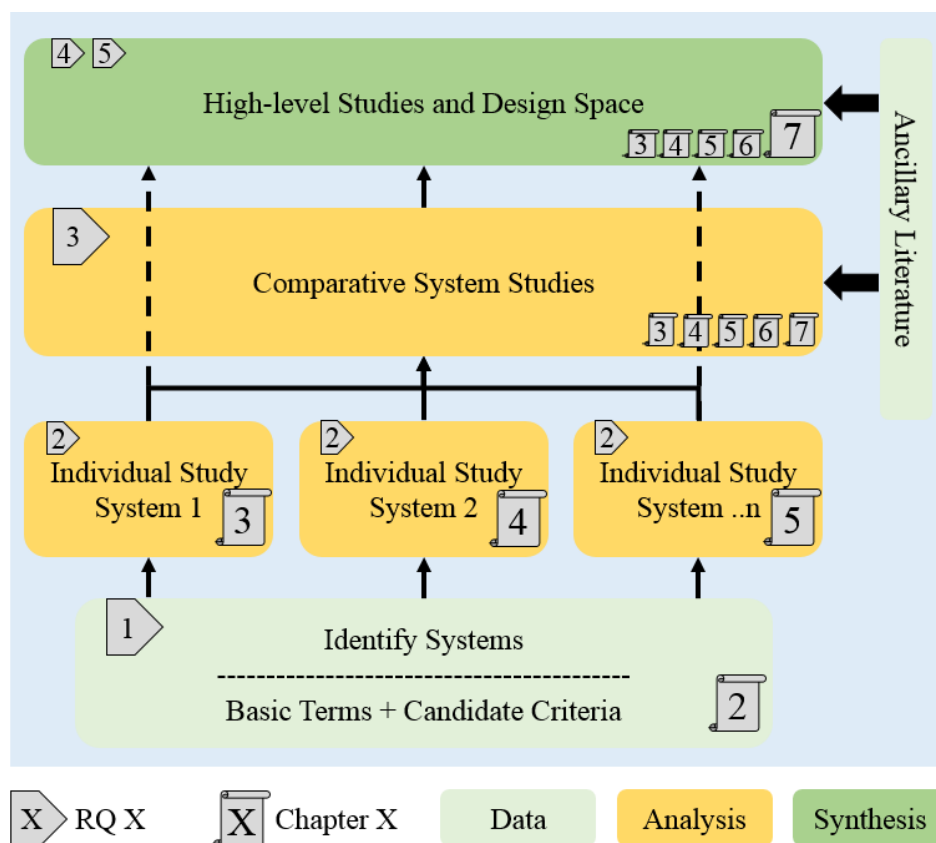 4 5
High-level Studies and Design Space
3 4 5 6 7
Ancillary Literature
3
Comparative System Studies
3 4 5 6 7
2
Individual Study
System 1
3
2
Individual Study
System 2
4
2
Individual Study
System ..n
5
1
Identify Systems
Basic Terms + Candidate Criteria
2
X RQ X
X Chapter X
Data
Analysis
Synthesis